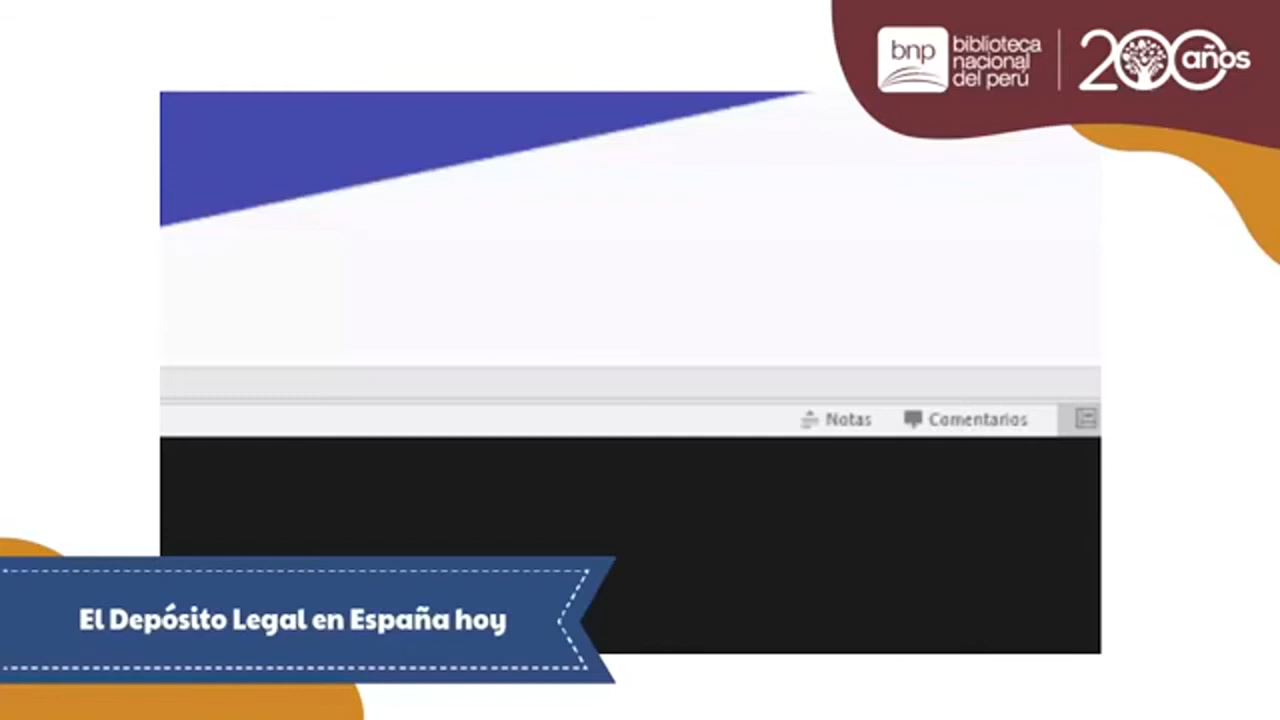 bnp
biblioteca
nacional
del perú
200 años
Notas
Comentarios
El Depósito Legal en España hoy